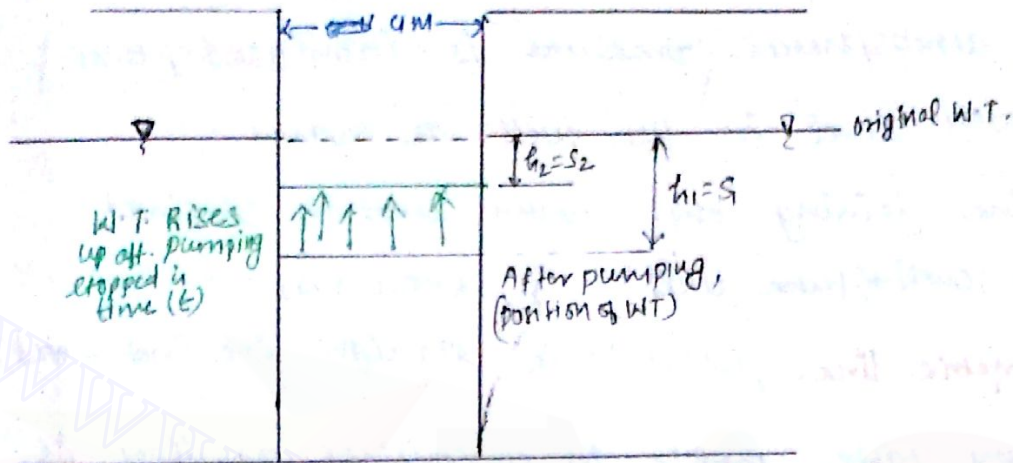 4M
original W.T.
h₂=S₂
h₁=S₁
W.T. Rises
up aft. pumping
stopped in
time (t)
After pumping,
(position of WT)